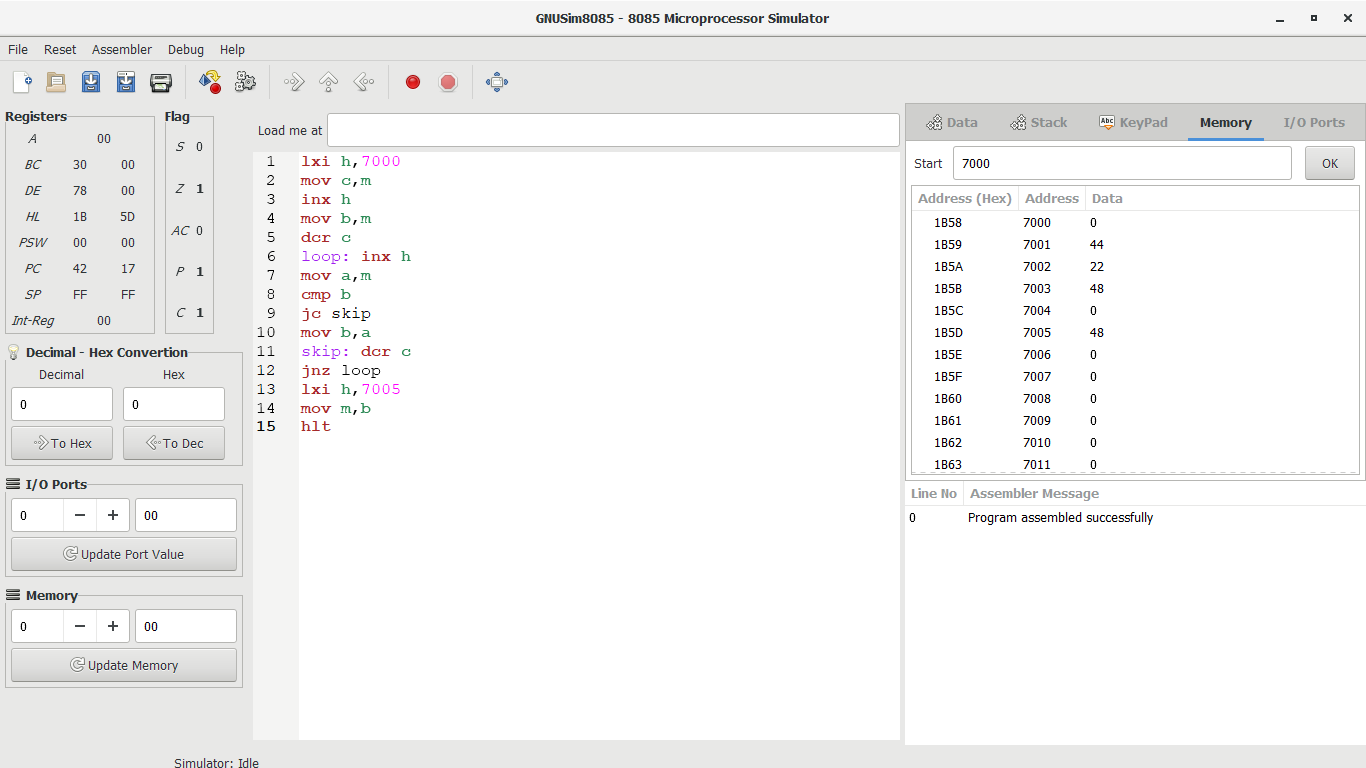 GNUSim8085 - 8085 Microprocessor Simulator
File Reset Assembler Debug Help
Registers
A 00
BC 30 00
DE 78 00
HL 1B 5D
PSW 00 00
PC 42 17
SP FF FF
Int-Reg 00
Flag
S 0
Z 1
AC 0
P 1
C 1
Decimal - Hex Convertion
Decimal Hex
0 0
To Hex To Dec
I/O Ports
0 − + 00
Update Port Value
Memory
0 − + 00
Update Memory
Load me at
1 lxi h,7000
2 mov c,m
3 inx h
4 mov b,m
5 dcr c
6 loop: inx h
7 mov a,m
8 cmp b
9 jc skip
10 mov b,a
11 skip: dcr c
12 jnz loop
13 lxi h,7005
14 mov m,b
15 hlt
Data Stack Abc KeyPad Memory I/O Ports
Start 7000 OK
Address (Hex) Address Data
1B58 7000 0
1B59 7001 44
1B5A 7002 22
1B5B 7003 48
1B5C 7004 0
1B5D 7005 48
1B5E 7006 0
1B5F 7007 0
1B60 7008 0
1B61 7009 0
1B62 7010 0
1B63 7011 0
Line No Assembler Message
0 Program assembled successfully
Simulator: Idle